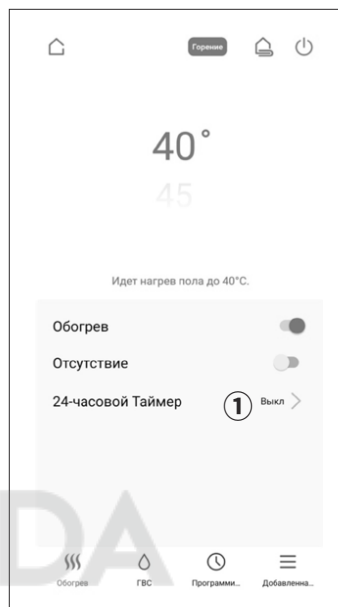 Горение
40°
45
Идет нагрев пола до 40°C.
Обогрев
Отсутствие
24-часовой Таймер
1 Выкл
DA
Обогрев ГВС Программи... Добавленна...